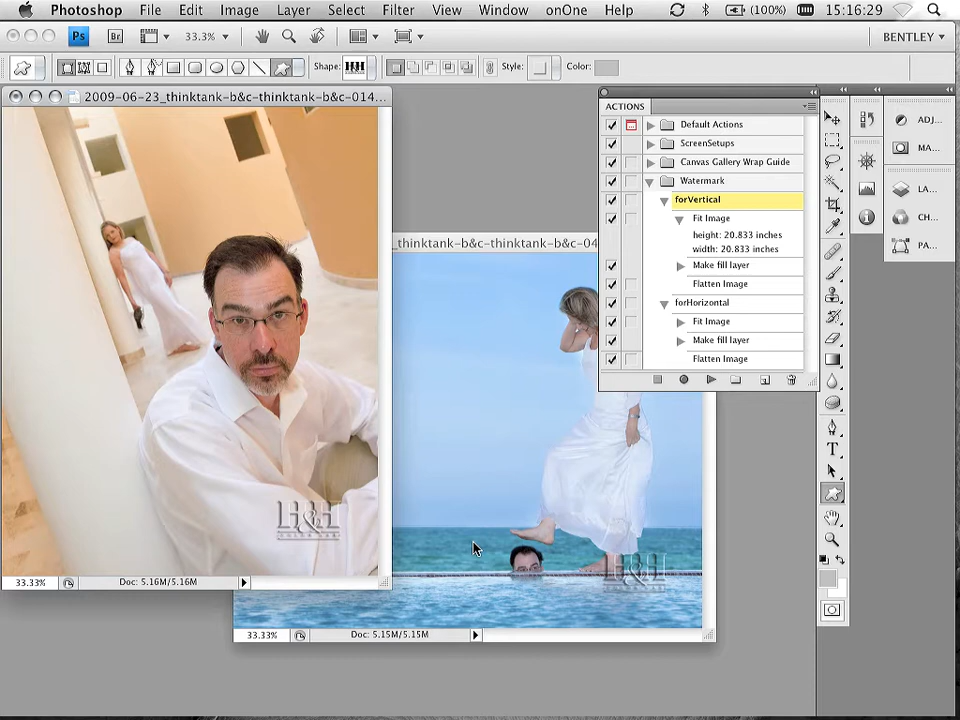 Photoshop File Edit Image Layer Select Filter View Window onOne Help (100%) 15:16:29
Ps Br 33.3% BENTLEY
Shape: H&H Style: Color:
2009-06-23_thinktank-b&c-thinktank-b&c-014...
_thinktank-b&c-thinktank-b&c-04
ACTIONS
Default Actions
ScreenSetups
Canvas Gallery Wrap Guide
Watermark
forVertical
Fit Image
height: 20.833 inches
width: 20.833 inches
Make fill layer
Flatten Image
forHorizontal
Fit Image
Make fill layer
Flatten Image
ADJ...
MA...
LA...
CH...
PA...
H&H
COLOR LAB
H&H
33.33% Doc: 5.16M/5.16M
33.33% Doc: 5.15M/5.15M